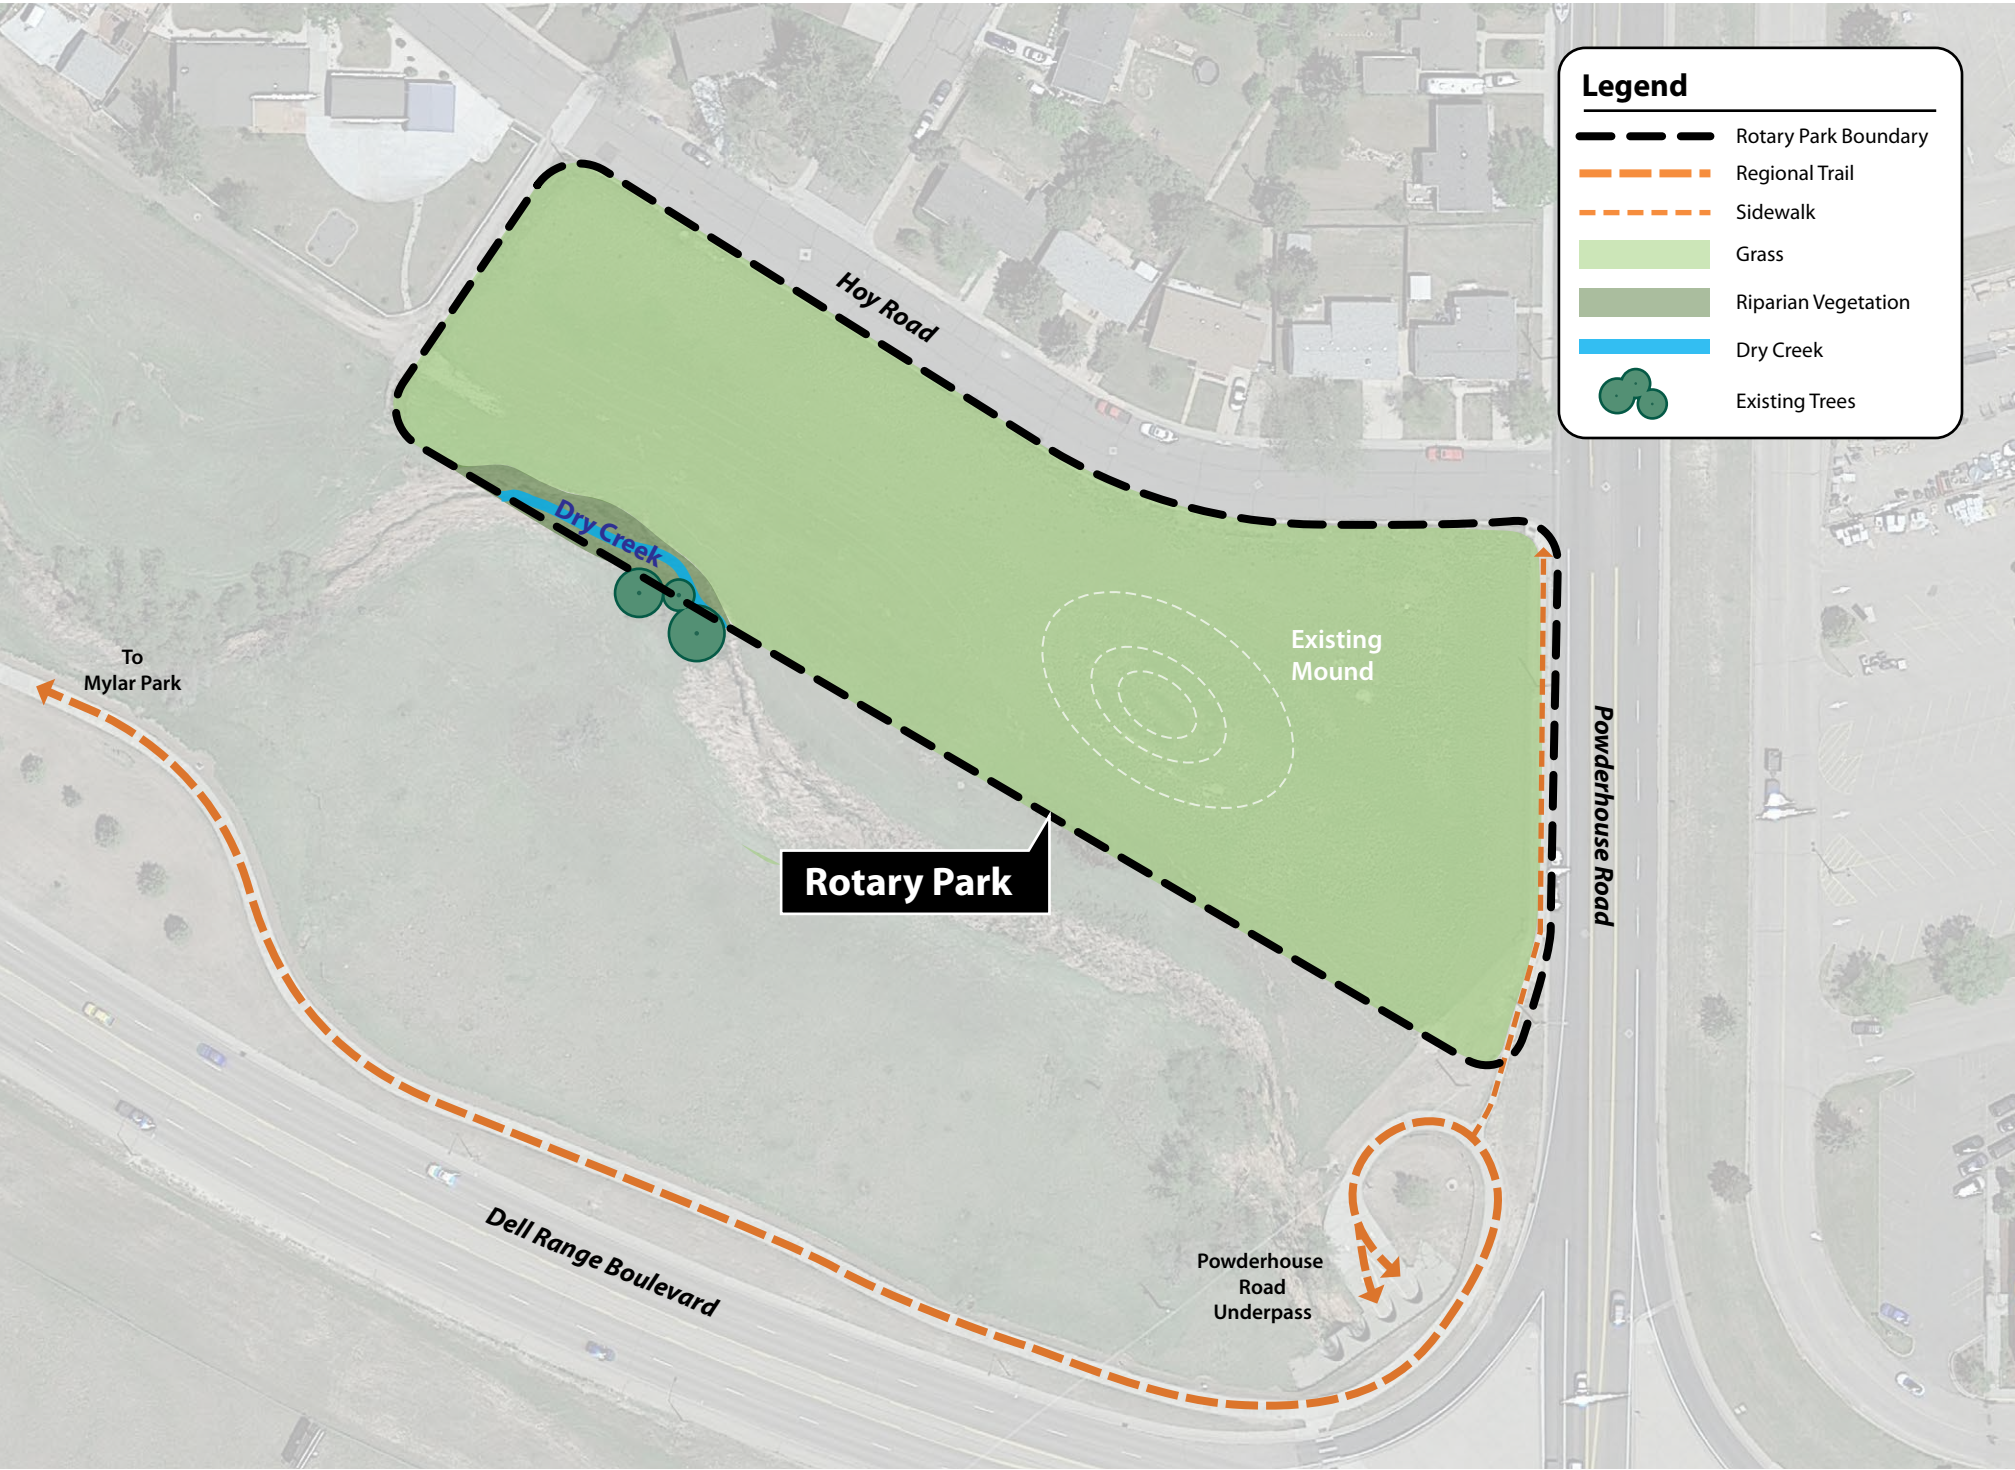 Legend
Rotary Park Boundary
Regional Trail
Sidewalk
Grass
Riparian Vegetation
Dry Creek
Existing Trees
Hoy Road
Dry Creek
Existing
Mound
To
Mylar Park
Powderhouse Road
Rotary Park
Dell Range Boulevard
Powderhouse
Road
Underpass